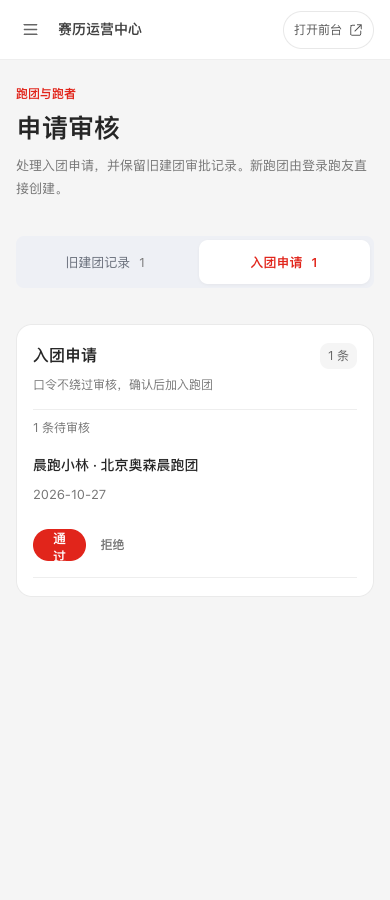 赛历运营中心
打开前台
跑团与跑者
申请审核
处理入团申请，并保留旧建团审批记录。新跑团由登录跑友直
接创建。
旧建团记录 1
入团申请 1
入团申请
1 条
口令不绕过审核，确认后加入跑团
1 条待审核
晨跑小林 · 北京奥森晨跑团
2026-10-27
通
过
拒绝